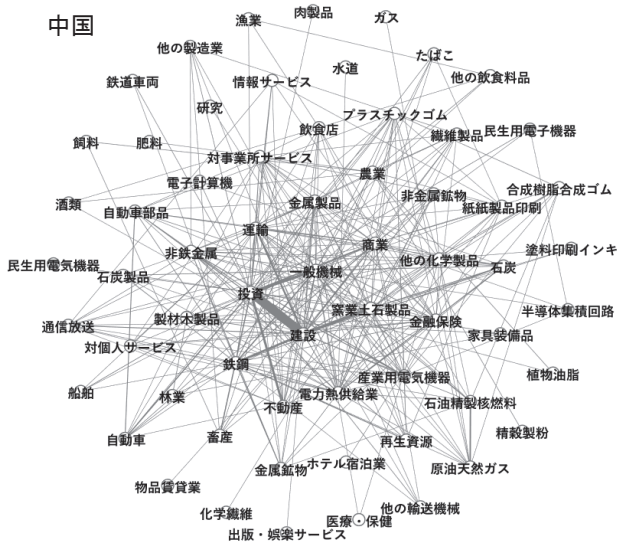 中国
肉製品
ガス
漁業
他の製造業
たばこ
水道
他の飲食料品
鉄道車両
情報サービス
研究
プラスチックゴム
飲食店
繊維製品
民生用電子機器
飼料
肥料
対事業所サービス
農業
電子計算機
合成樹脂合成ゴム
非金属鉱物
酒類
自動車部品
金属製品
紙紙製品印刷
運輸
商業
非鉄金属
塗料印刷インキ
民生用電気機器
他の化学製品
石炭
石炭製品
一般機械
投資
窯業土石製品
半導体集積回路
通信放送
製材木製品
金融保険
建設
家具装備品
対個人サービス
鉄鋼
植物油脂
産業用電気機器
船舶
林業
電力熱供給業
石油精製核燃料
不動産
精穀製粉
自動車
畜産
再生資源
金属鉱物
ホテル宿泊業
原油天然ガス
物品賃貸業
他の輸送機械
化学繊維
医療・保健
出版・娯楽サービス